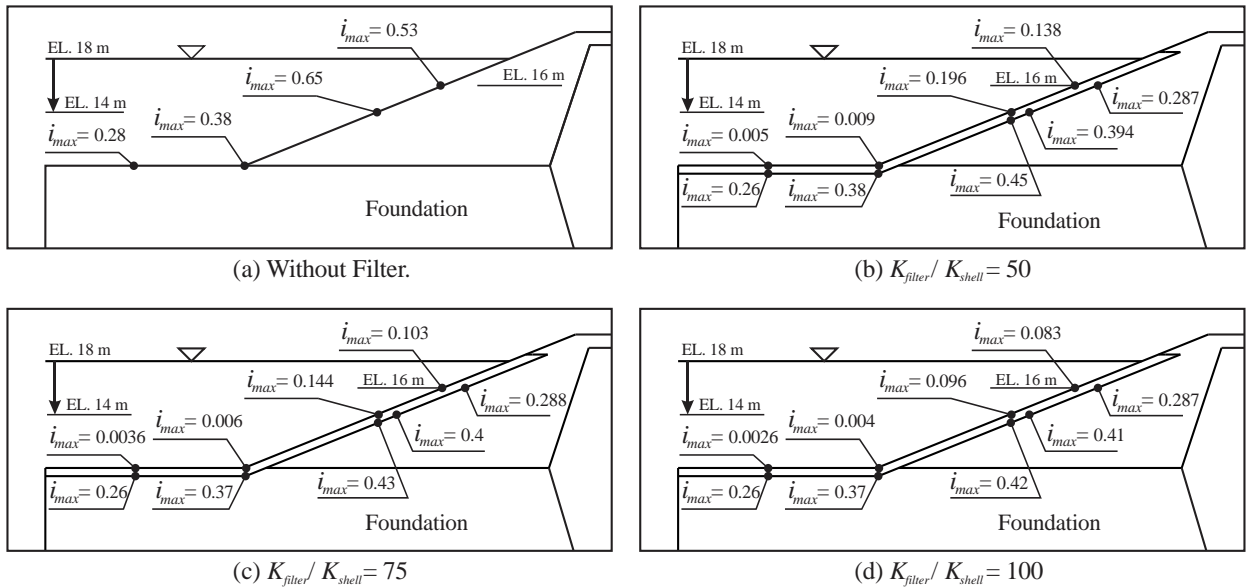 EL. 18 m
EL. 14 m
i_max = 0.53
i_max = 0.65
EL. 16 m
i_max = 0.38
i_max = 0.28
Foundation
(a) Without Filter.
EL. 18 m
EL. 14 m
i_max = 0.138
EL. 16 m
i_max = 0.196
i_max = 0.287
i_max = 0.009
i_max = 0.394
i_max = 0.005
i_max = 0.26
i_max = 0.38
i_max = 0.45
Foundation
(b) K_filter / K_shell = 50
EL. 18 m
EL. 14 m
i_max = 0.103
EL. 16 m
i_max = 0.144
i_max = 0.288
i_max = 0.006
i_max = 0.4
i_max = 0.0036
i_max = 0.26
i_max = 0.37
i_max = 0.43
Foundation
(c) K_filter / K_shell = 75
EL. 18 m
EL. 14 m
i_max = 0.083
EL. 16 m
i_max = 0.096
i_max = 0.287
i_max = 0.004
i_max = 0.41
i_max = 0.0026
i_max = 0.26
i_max = 0.37
i_max = 0.42
Foundation
(d) K_filter / K_shell = 100